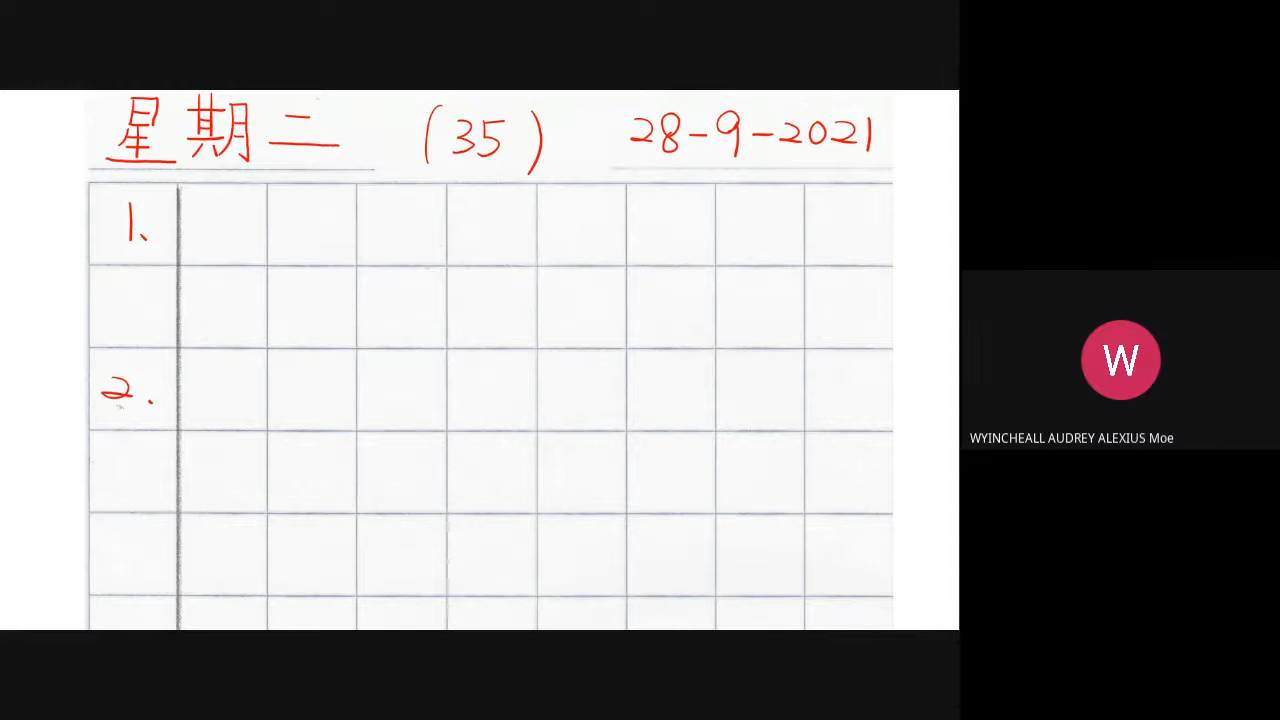 星期二 (35) 28-9-2021
1.
2.
W
WYINCHEALL AUDREY ALEXIUS Moe